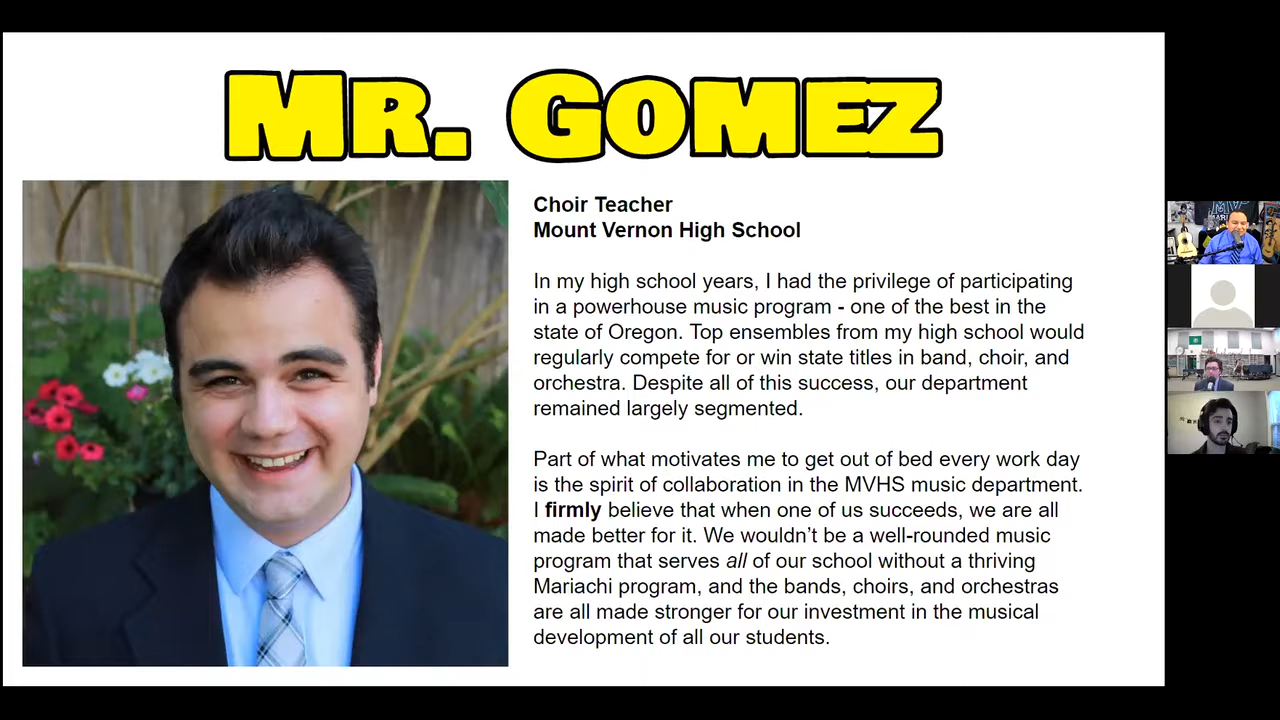 Mr. Gomez
Choir Teacher
Mount Vernon High School
In my high school years, I had the privilege of participating
in a powerhouse music program - one of the best in the
state of Oregon. Top ensembles from my high school would
regularly compete for or win state titles in band, choir, and
orchestra. Despite all of this success, our department
remained largely segmented.
Part of what motivates me to get out of bed every work day
is the spirit of collaboration in the MVHS music department.
I firmly believe that when one of us succeeds, we are all
made better for it. We wouldn’t be a well-rounded music
program that serves all of our school without a thriving
Mariachi program, and the bands, choirs, and orchestras
are all made stronger for our investment in the musical
development of all our students.